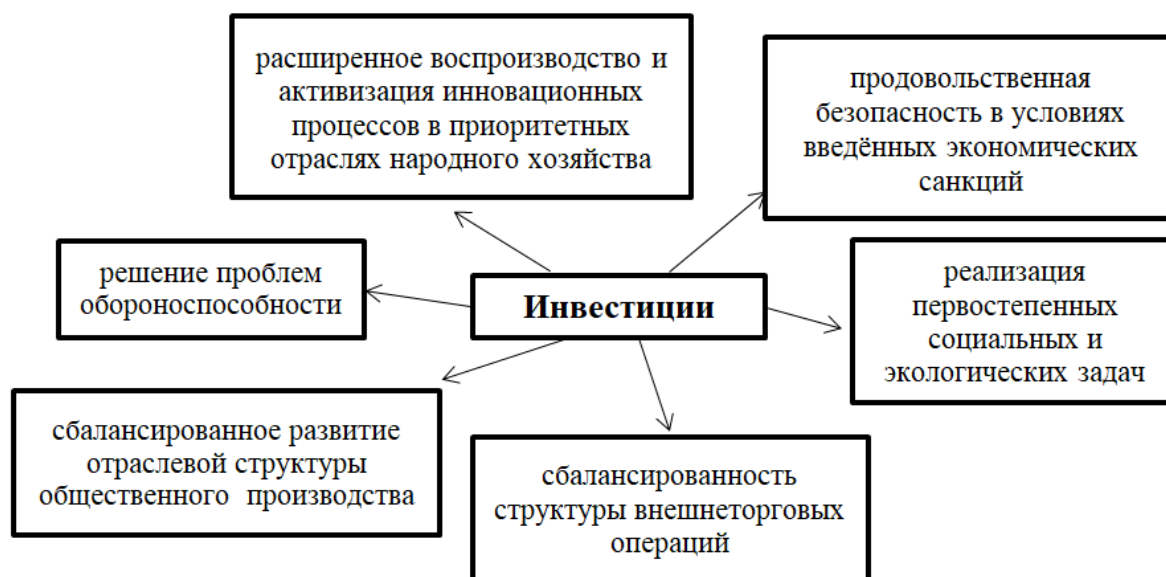 расширенное воспроизводство и
активизация инновационных
процессов в приоритетных
отраслях народного хозяйства
продовольственная
безопасность в условиях
введённых экономических
санкций
решение проблем
обороноспособности
Инвестиции
реализация
первостепенных
социальных и
экологических задач
сбалансированное развитие
отраслевой структуры
общественного производства
сбалансированность
структуры внешнеторговых
операций